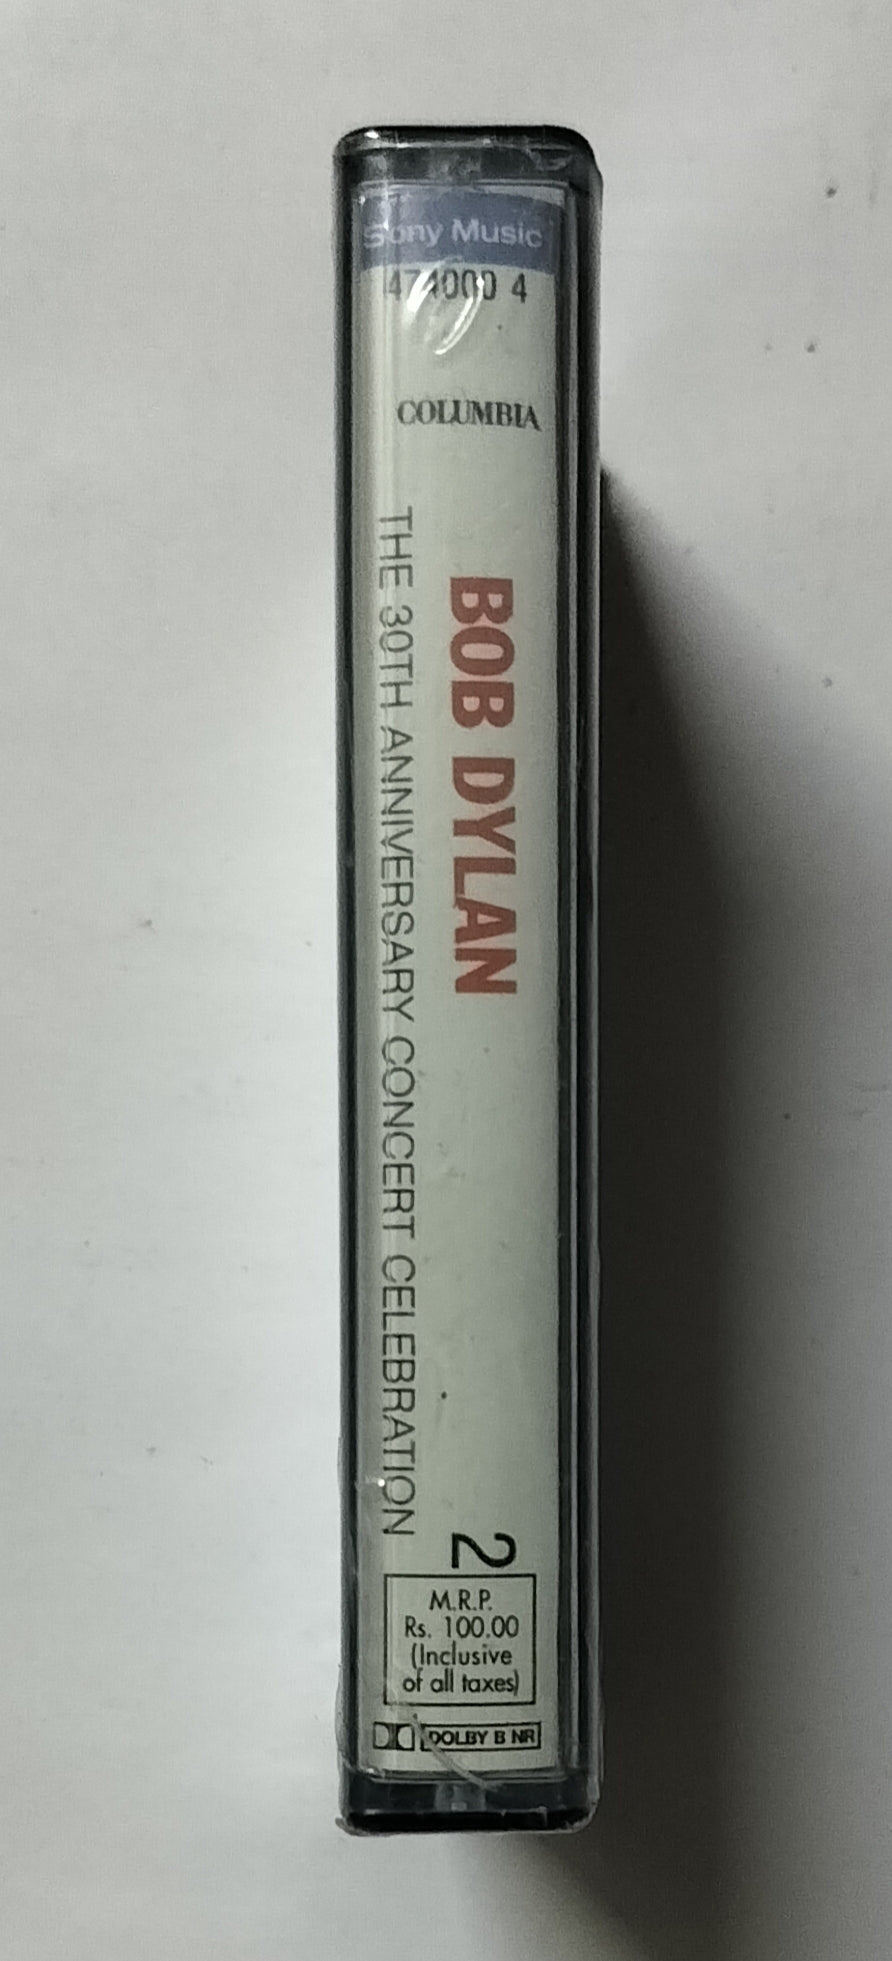 Sony Music
474000 4
COLUMBIA
BOB DYLAN
THE 30TH ANNIVERSARY CONCERT CELEBRATION
2
M.R.P.
Rs. 100.00
(Inclusive
of all taxes)
DOLBY B NR